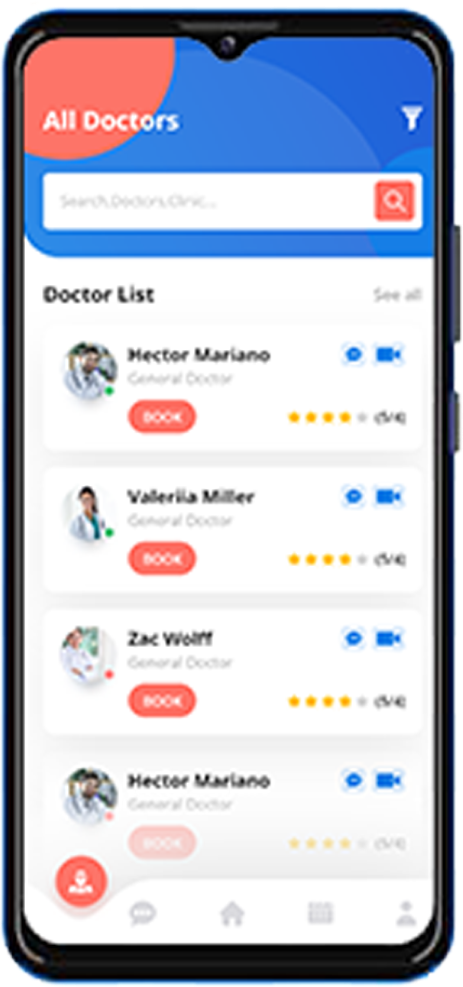 All Doctors
Search,Doctors,Clinic...
Doctor List See all
Hector Mariano
General Doctor
BOOK (5/4)
Valeriia Miller
General Doctor
BOOK (5/4)
Zac Wolff
General Doctor
BOOK (5/4)
Hector Mariano
General Doctor
BOOK (5/4)